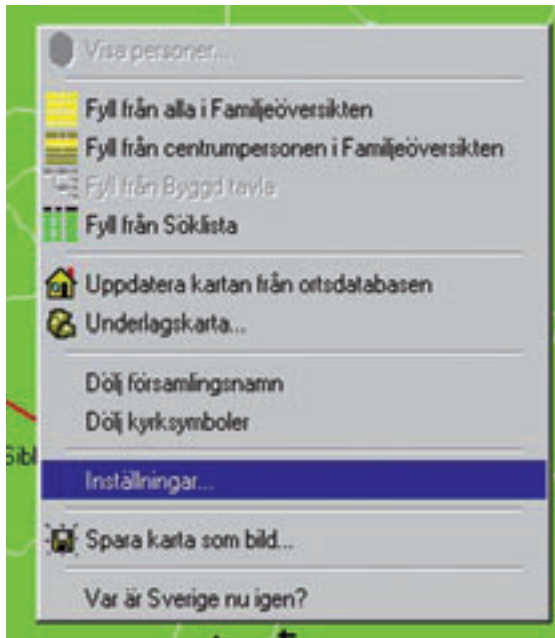 Visa personer...
Fyll från alla i Familjeöversikten
Fyll från centrumpersonen i Familjeöversikten
Fyll från Byggd tavla
Fyll från Söklista
Uppdatera kartan från ortsdatabasen
Underlagskarta...
Dölj församlingsnamn
Dölj kyrksymboler
Sibl
Inställningar...
Spara karta som bild...
Var är Sverige nu igen?